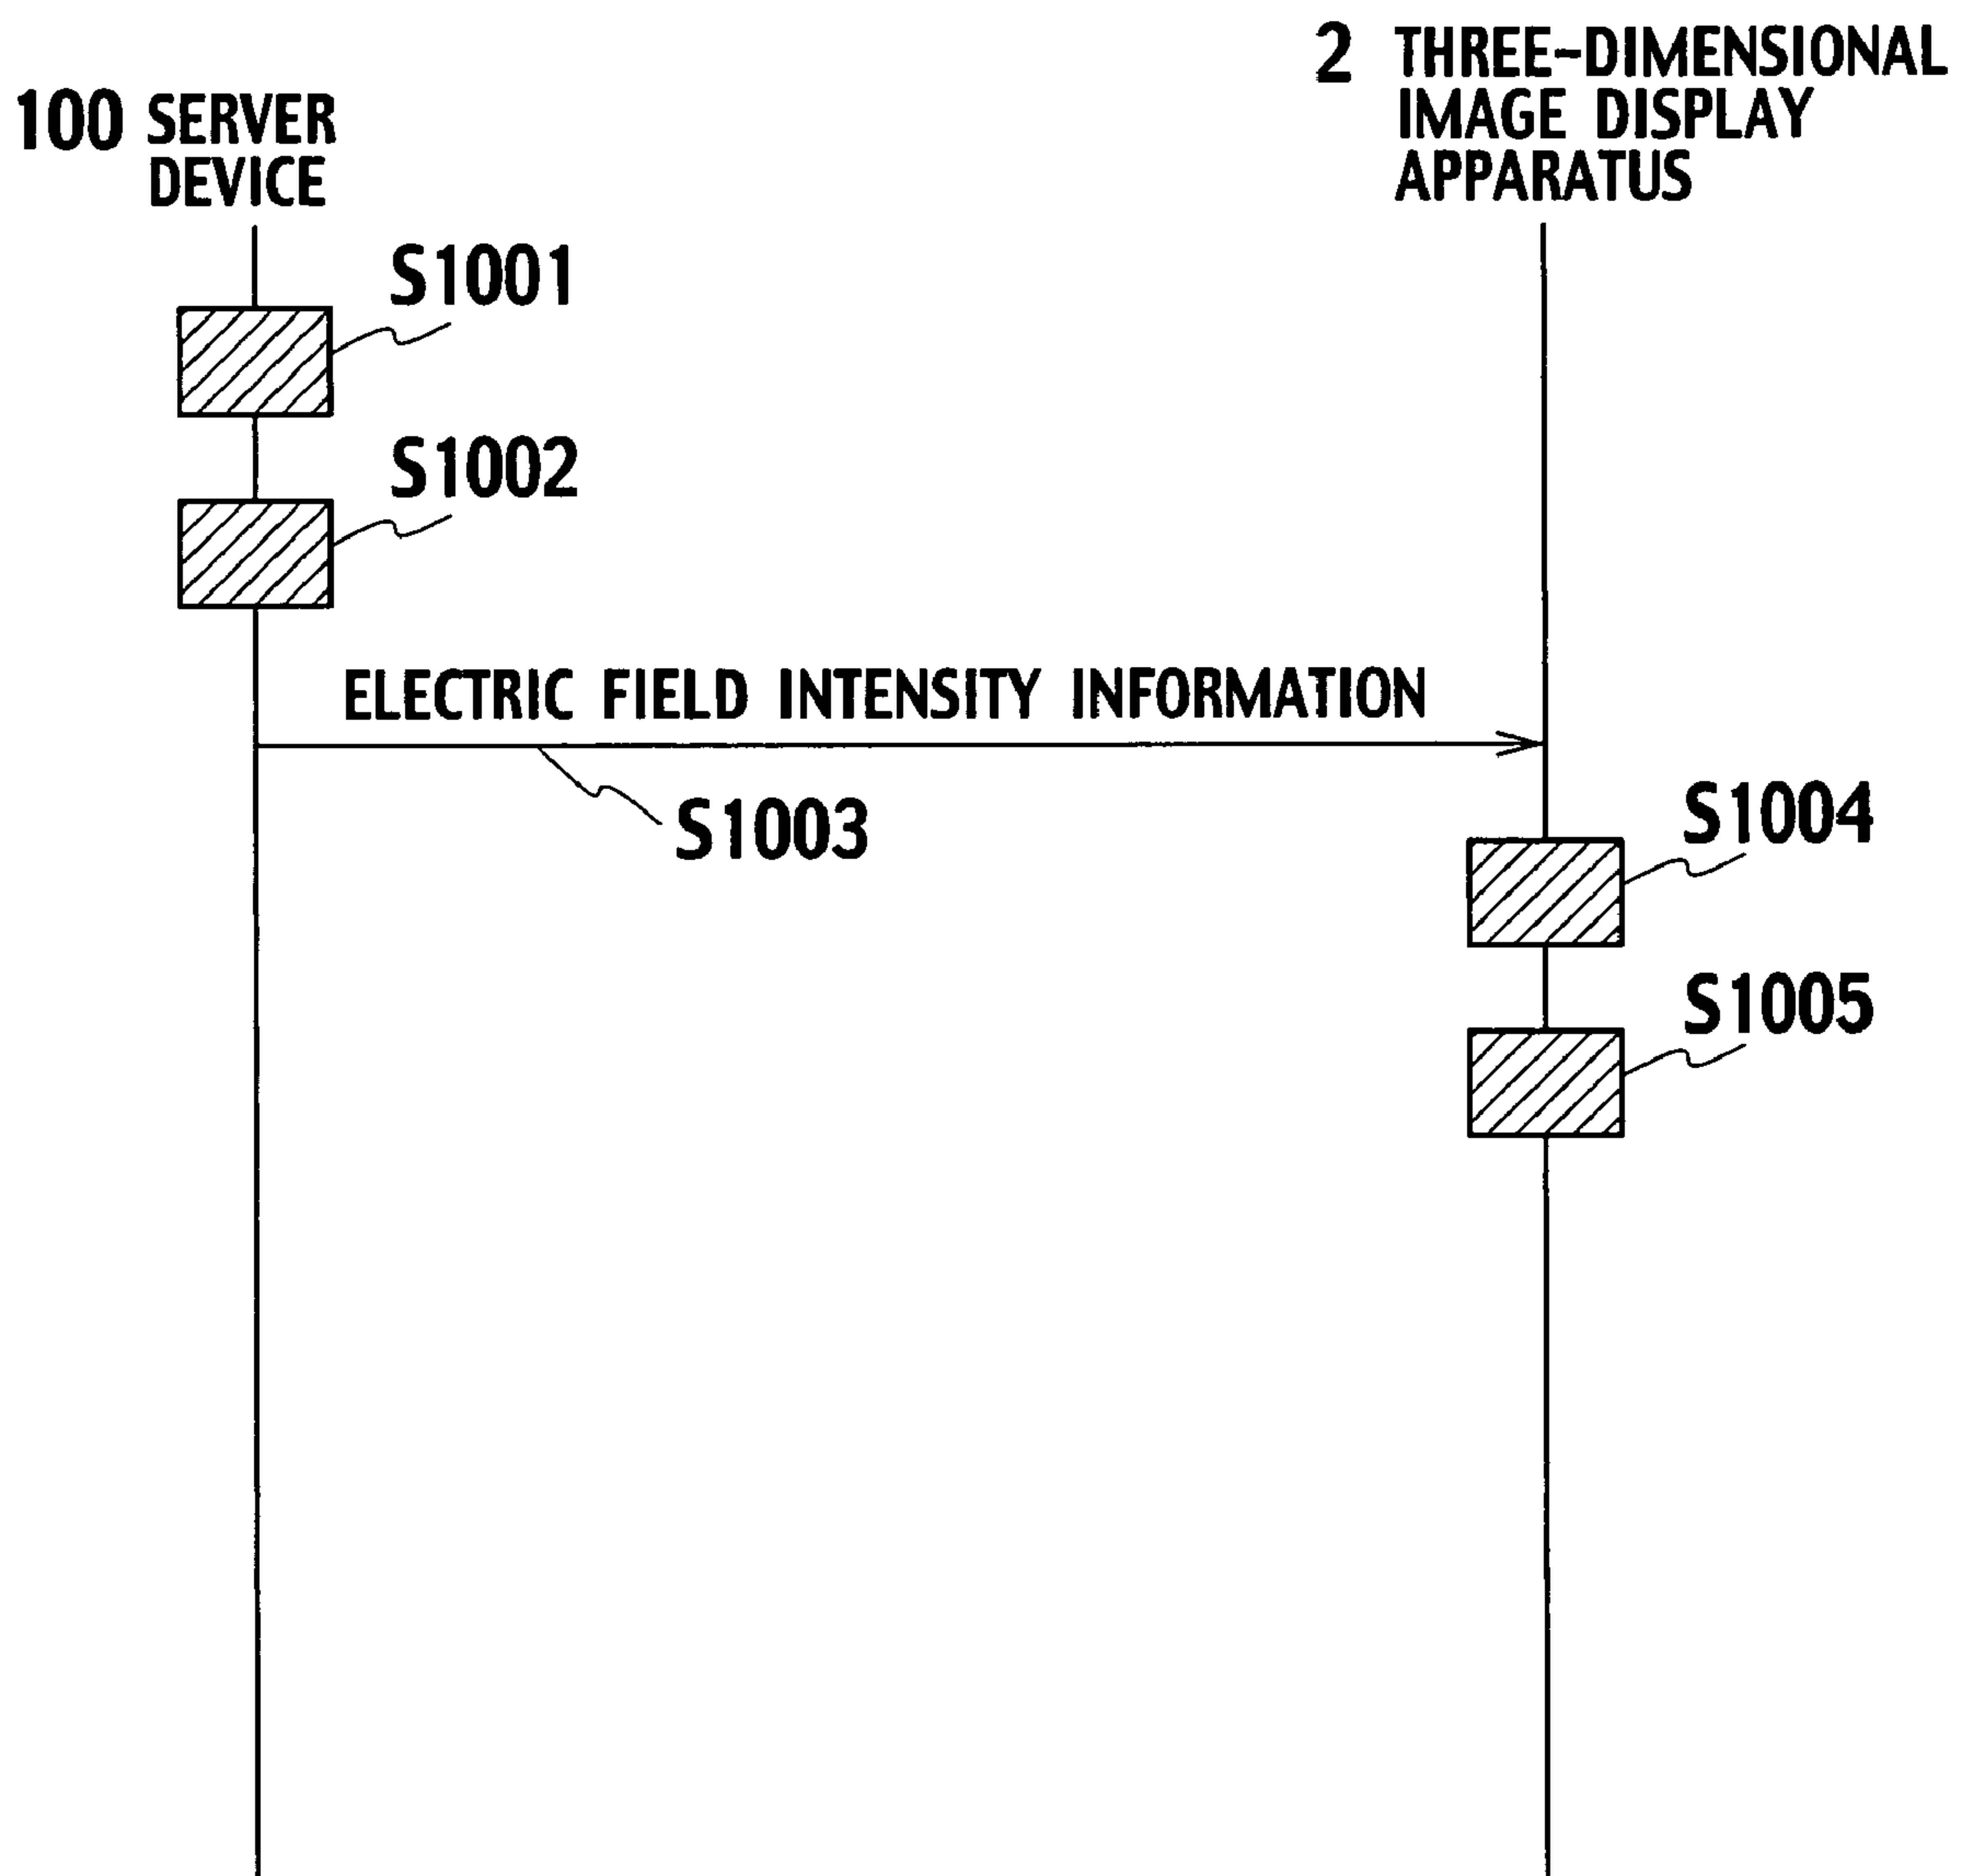 100 SERVER
DEVICE
2 THREE-DIMENSIONAL
IMAGE DISPLAY
APPARATUS
S1001
S1002
ELECTRIC FIELD INTENSITY INFORMATION
S1003
S1004
S1005